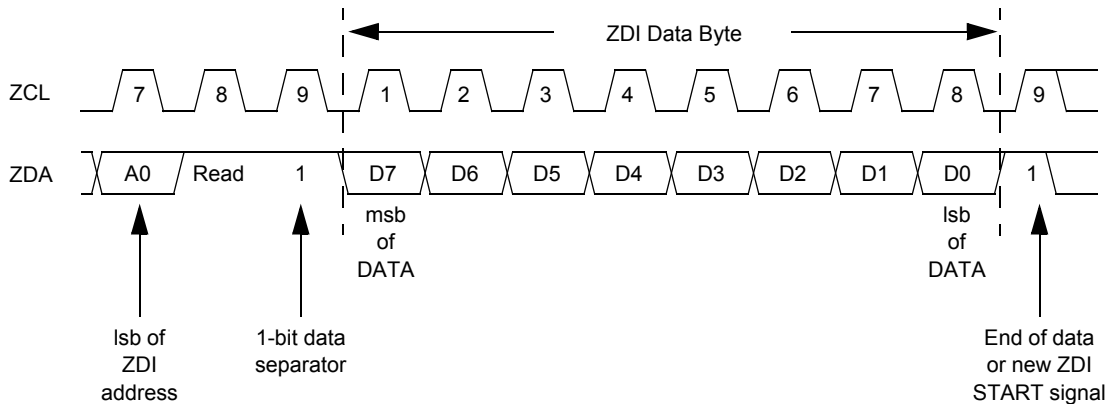 ZDI Data Byte
ZCL 7 8 9 1 2 3 4 5 6 7 8 9
ZDA A0 Read 1 D7 D6 D5 D4 D3 D2 D1 D0 1
msb
of
DATA
lsb
of
DATA
lsb of
ZDI
address
1-bit data
separator
End of data
or new ZDI
START signal